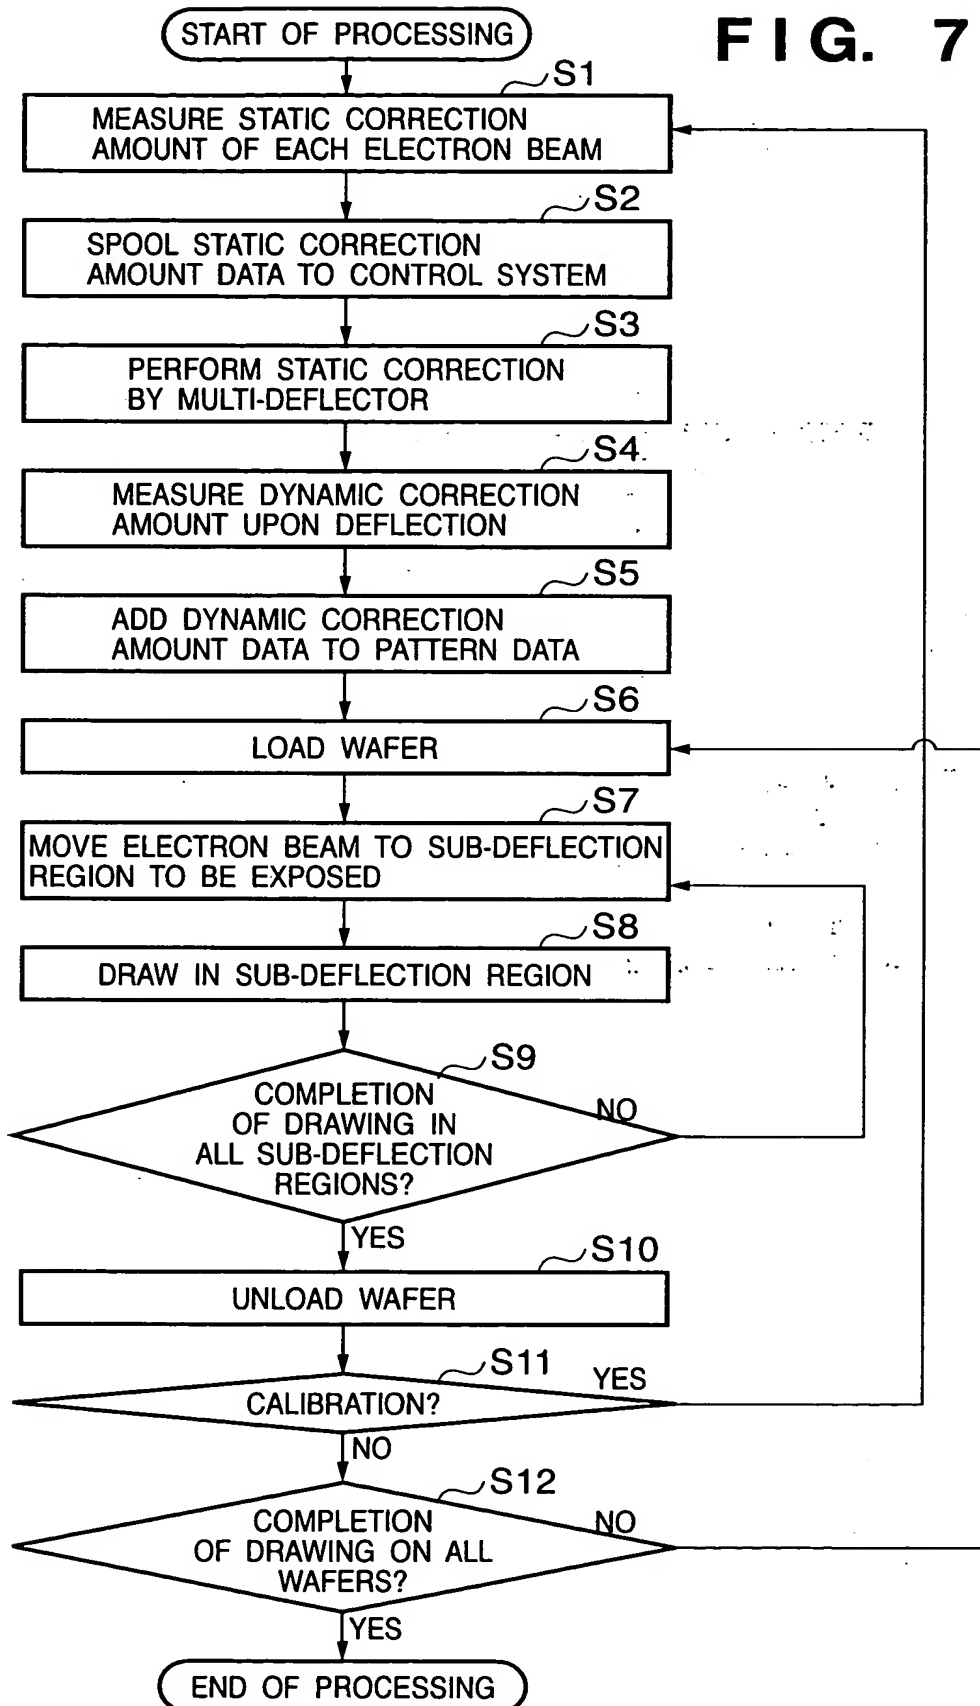 FIG. 7
START OF PROCESSING
S1
MEASURE STATIC CORRECTION
AMOUNT OF EACH ELECTRON BEAM
S2
SPOOL STATIC CORRECTION
AMOUNT DATA TO CONTROL SYSTEM
S3
PERFORM STATIC CORRECTION
BY MULTI-DEFLECTOR
S4
MEASURE DYNAMIC CORRECTION
AMOUNT UPON DEFLECTION
S5
ADD DYNAMIC CORRECTION
AMOUNT DATA TO PATTERN DATA
S6
LOAD WAFER
S7
MOVE ELECTRON BEAM TO SUB-DEFLECTION
REGION TO BE EXPOSED
S8
DRAW IN SUB-DEFLECTION REGION
S9
COMPLETION
OF DRAWING IN
ALL SUB-DEFLECTION
REGIONS?
NO
YES
S10
UNLOAD WAFER
S11
CALIBRATION?
YES
NO
S12
COMPLETION
OF DRAWING ON ALL
WAFERS?
NO
YES
END OF PROCESSING